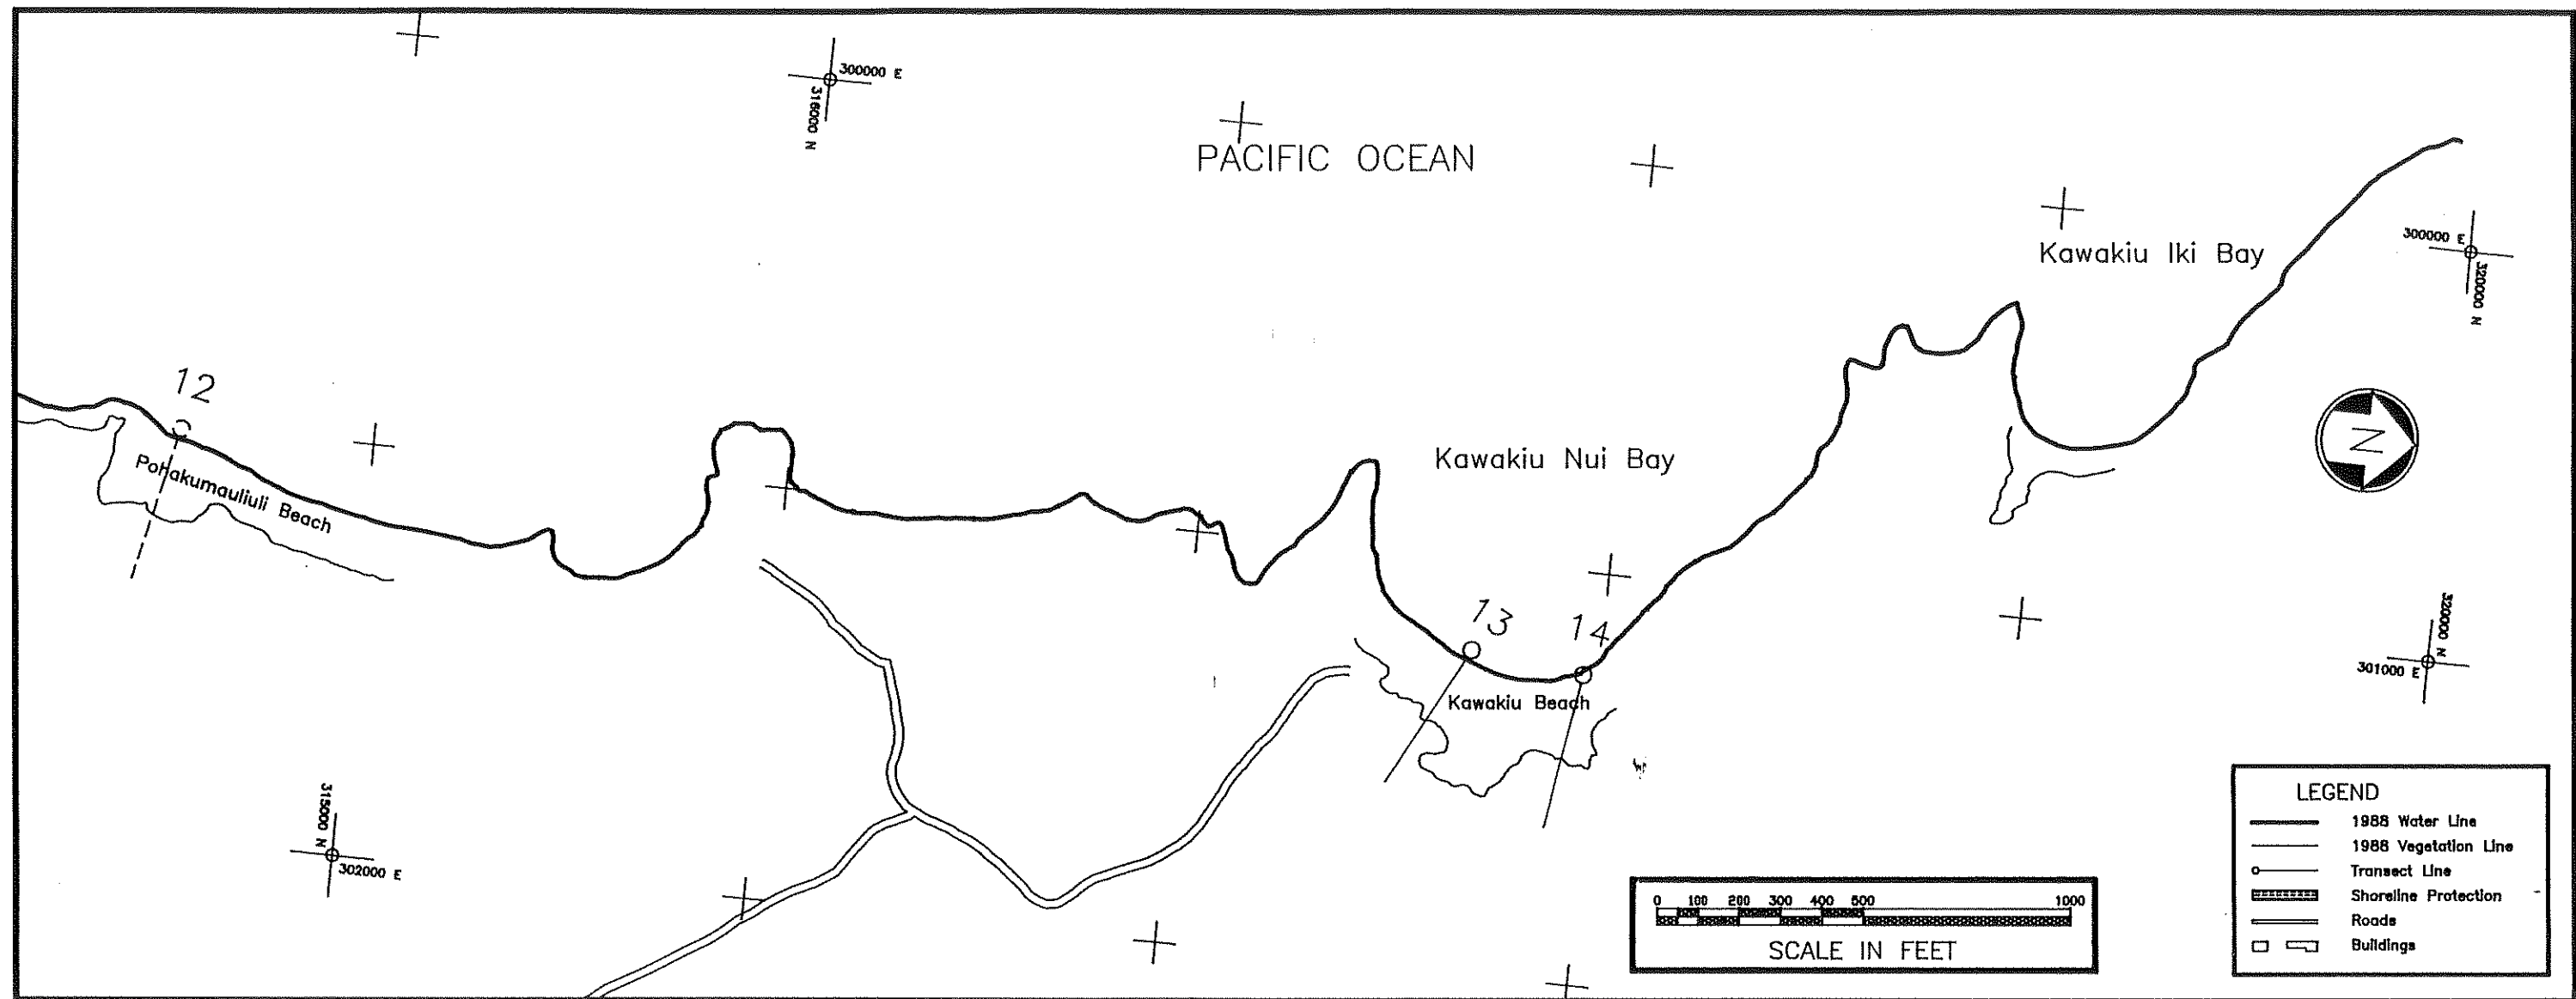 300000 E
316000 N
PACIFIC OCEAN
Kawakiu Iki Bay
300000 E
320000 N
12
Pohakumauliuli Beach
Kawakiu Nui Bay
N
13
14
Kawakiu Beach
320000 N
301000 E
315000 N
302000 E
LEGEND
1988 Water Line
1988 Vegetation Line
Transect Line
Shoreline Protection
Roads
Buildings
0 100 200 300 400 500 1000
SCALE IN FEET